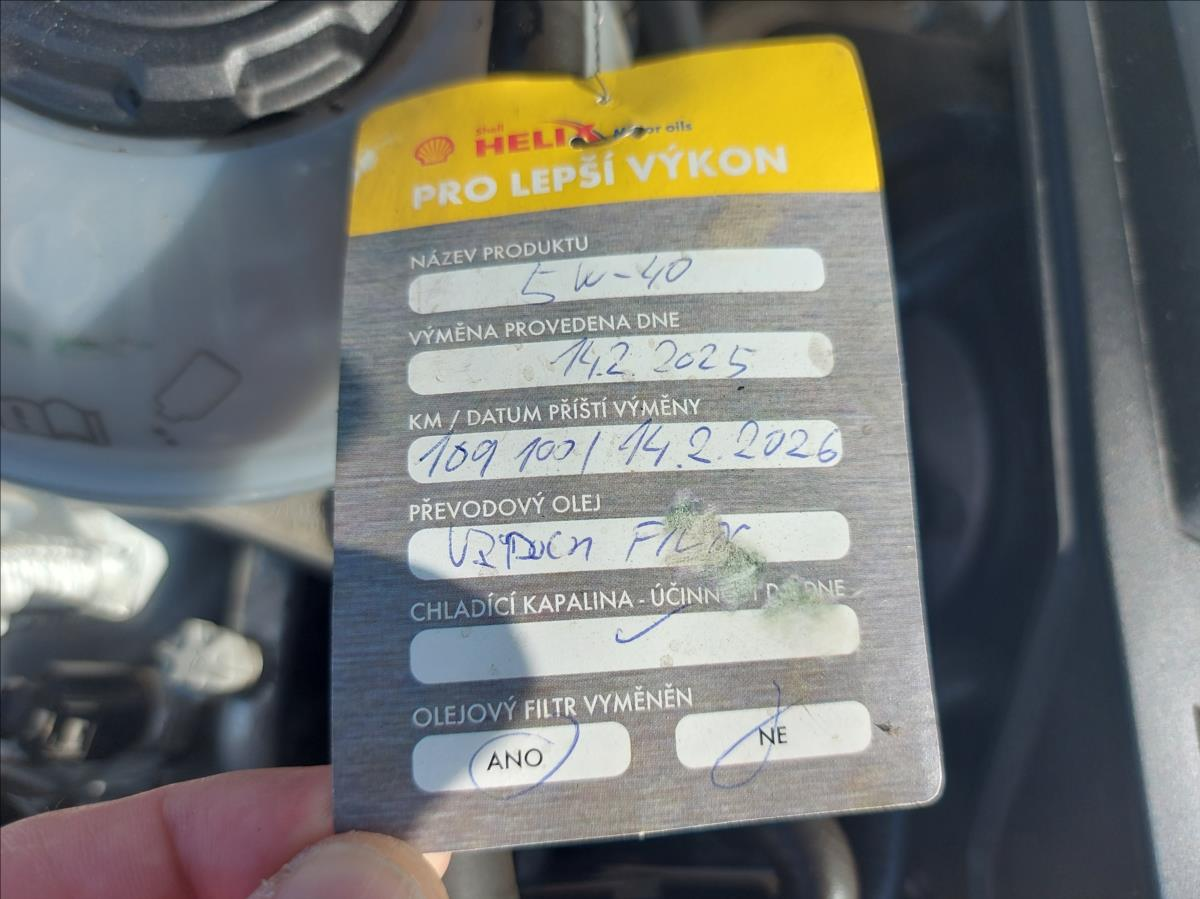 Shell
HELIX Motor oils
PRO LEPŠÍ VÝKON
NÁZEV PRODUKTU
5W-40
VÝMĚNA PROVEDENA DNE
14.2.2025
KM / DATUM PŘÍŠTÍ VÝMĚNY
109 100 / 14.2.2026
PŘEVODOVÝ OLEJ
CHLADÍCÍ KAPALINA - ÚČINNOST DO DNE
OLEJOVÝ FILTR VYMĚNĚN
ANO NE